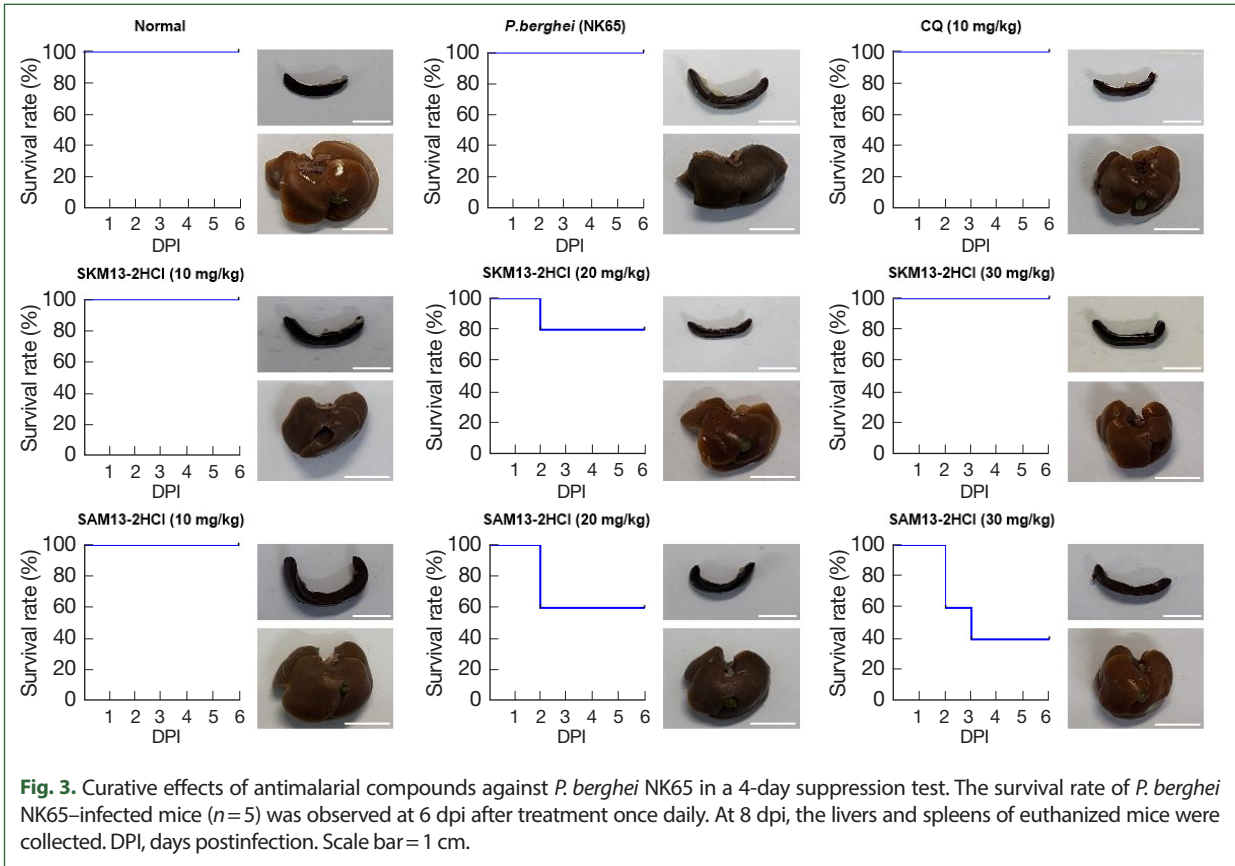 Normal
P.berghei (NK65)
CQ (10 mg/kg)
Survival rate (%)
100
80
60
40
20
0
1 2 3 4 5 6
DPI
Survival rate (%)
100
80
60
40
20
0
1 2 3 4 5 6
DPI
Survival rate (%)
100
80
60
40
20
0
1 2 3 4 5 6
DPI
SKM13-2HCl (10 mg/kg)
SKM13-2HCl (20 mg/kg)
SKM13-2HCl (30 mg/kg)
Survival rate (%)
100
80
60
40
20
0
1 2 3 4 5 6
DPI
Survival rate (%)
100
80
60
40
20
0
1 2 3 4 5 6
DPI
Survival rate (%)
100
80
60
40
20
0
1 2 3 4 5 6
DPI
SAM13-2HCl (10 mg/kg)
SAM13-2HCl (20 mg/kg)
SAM13-2HCl (30 mg/kg)
Survival rate (%)
100
80
60
40
20
0
1 2 3 4 5 6
DPI
Survival rate (%)
100
80
60
40
20
0
1 2 3 4 5 6
DPI
Survival rate (%)
100
80
60
40
20
0
1 2 3 4 5 6
DPI
Fig. 3. Curative effects of antimalarial compounds against P. berghei NK65 in a 4-day suppression test. The survival rate of P. berghei
NK65–infected mice (n=5) was observed at 6 dpi after treatment once daily. At 8 dpi, the livers and spleens of euthanized mice were
collected. DPI, days postinfection. Scale bar=1 cm.